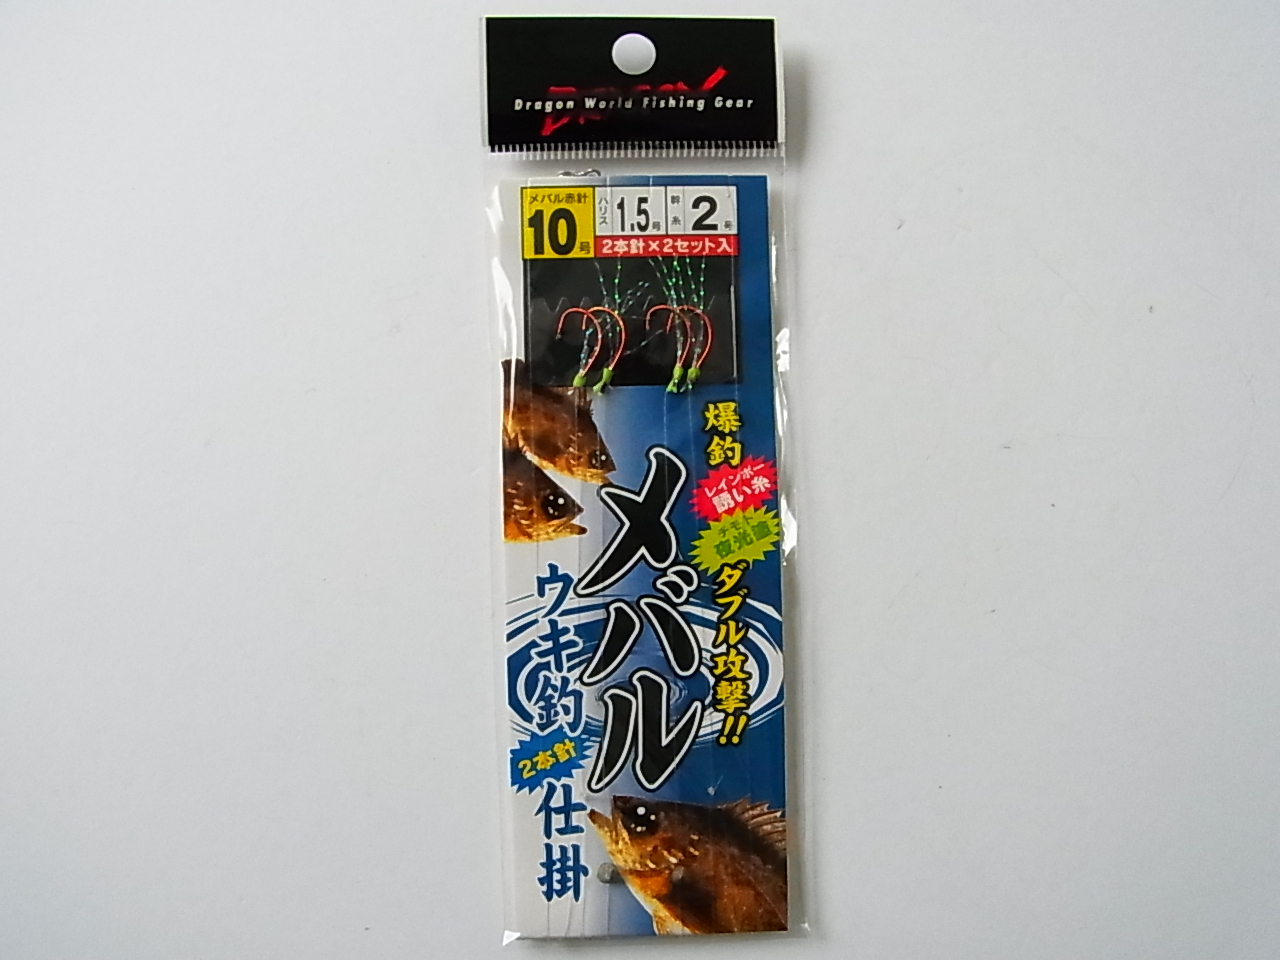 DRAGON
Dragon World Fishing Gear
メバル赤針
10号
ハリス
1.5号
幹糸
2号
2本針×2セット入
爆釣
レインボー
誘い糸
チモト
夜光塗
ダブル攻撃!!
メバル
ウキ釣
2本針
仕掛